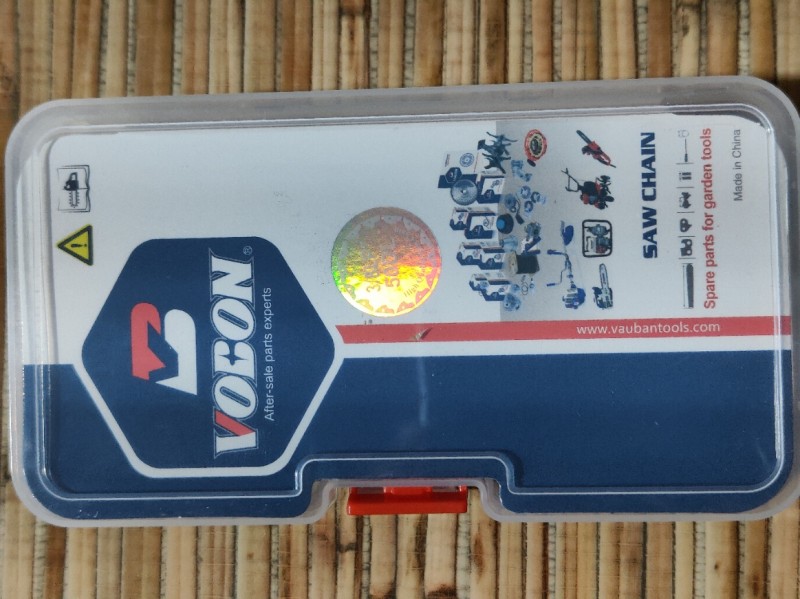 VOBON®
After-sale parts experts
SAW CHAIN
Spare parts for garden tools
Made in China
www.vaubantools.com